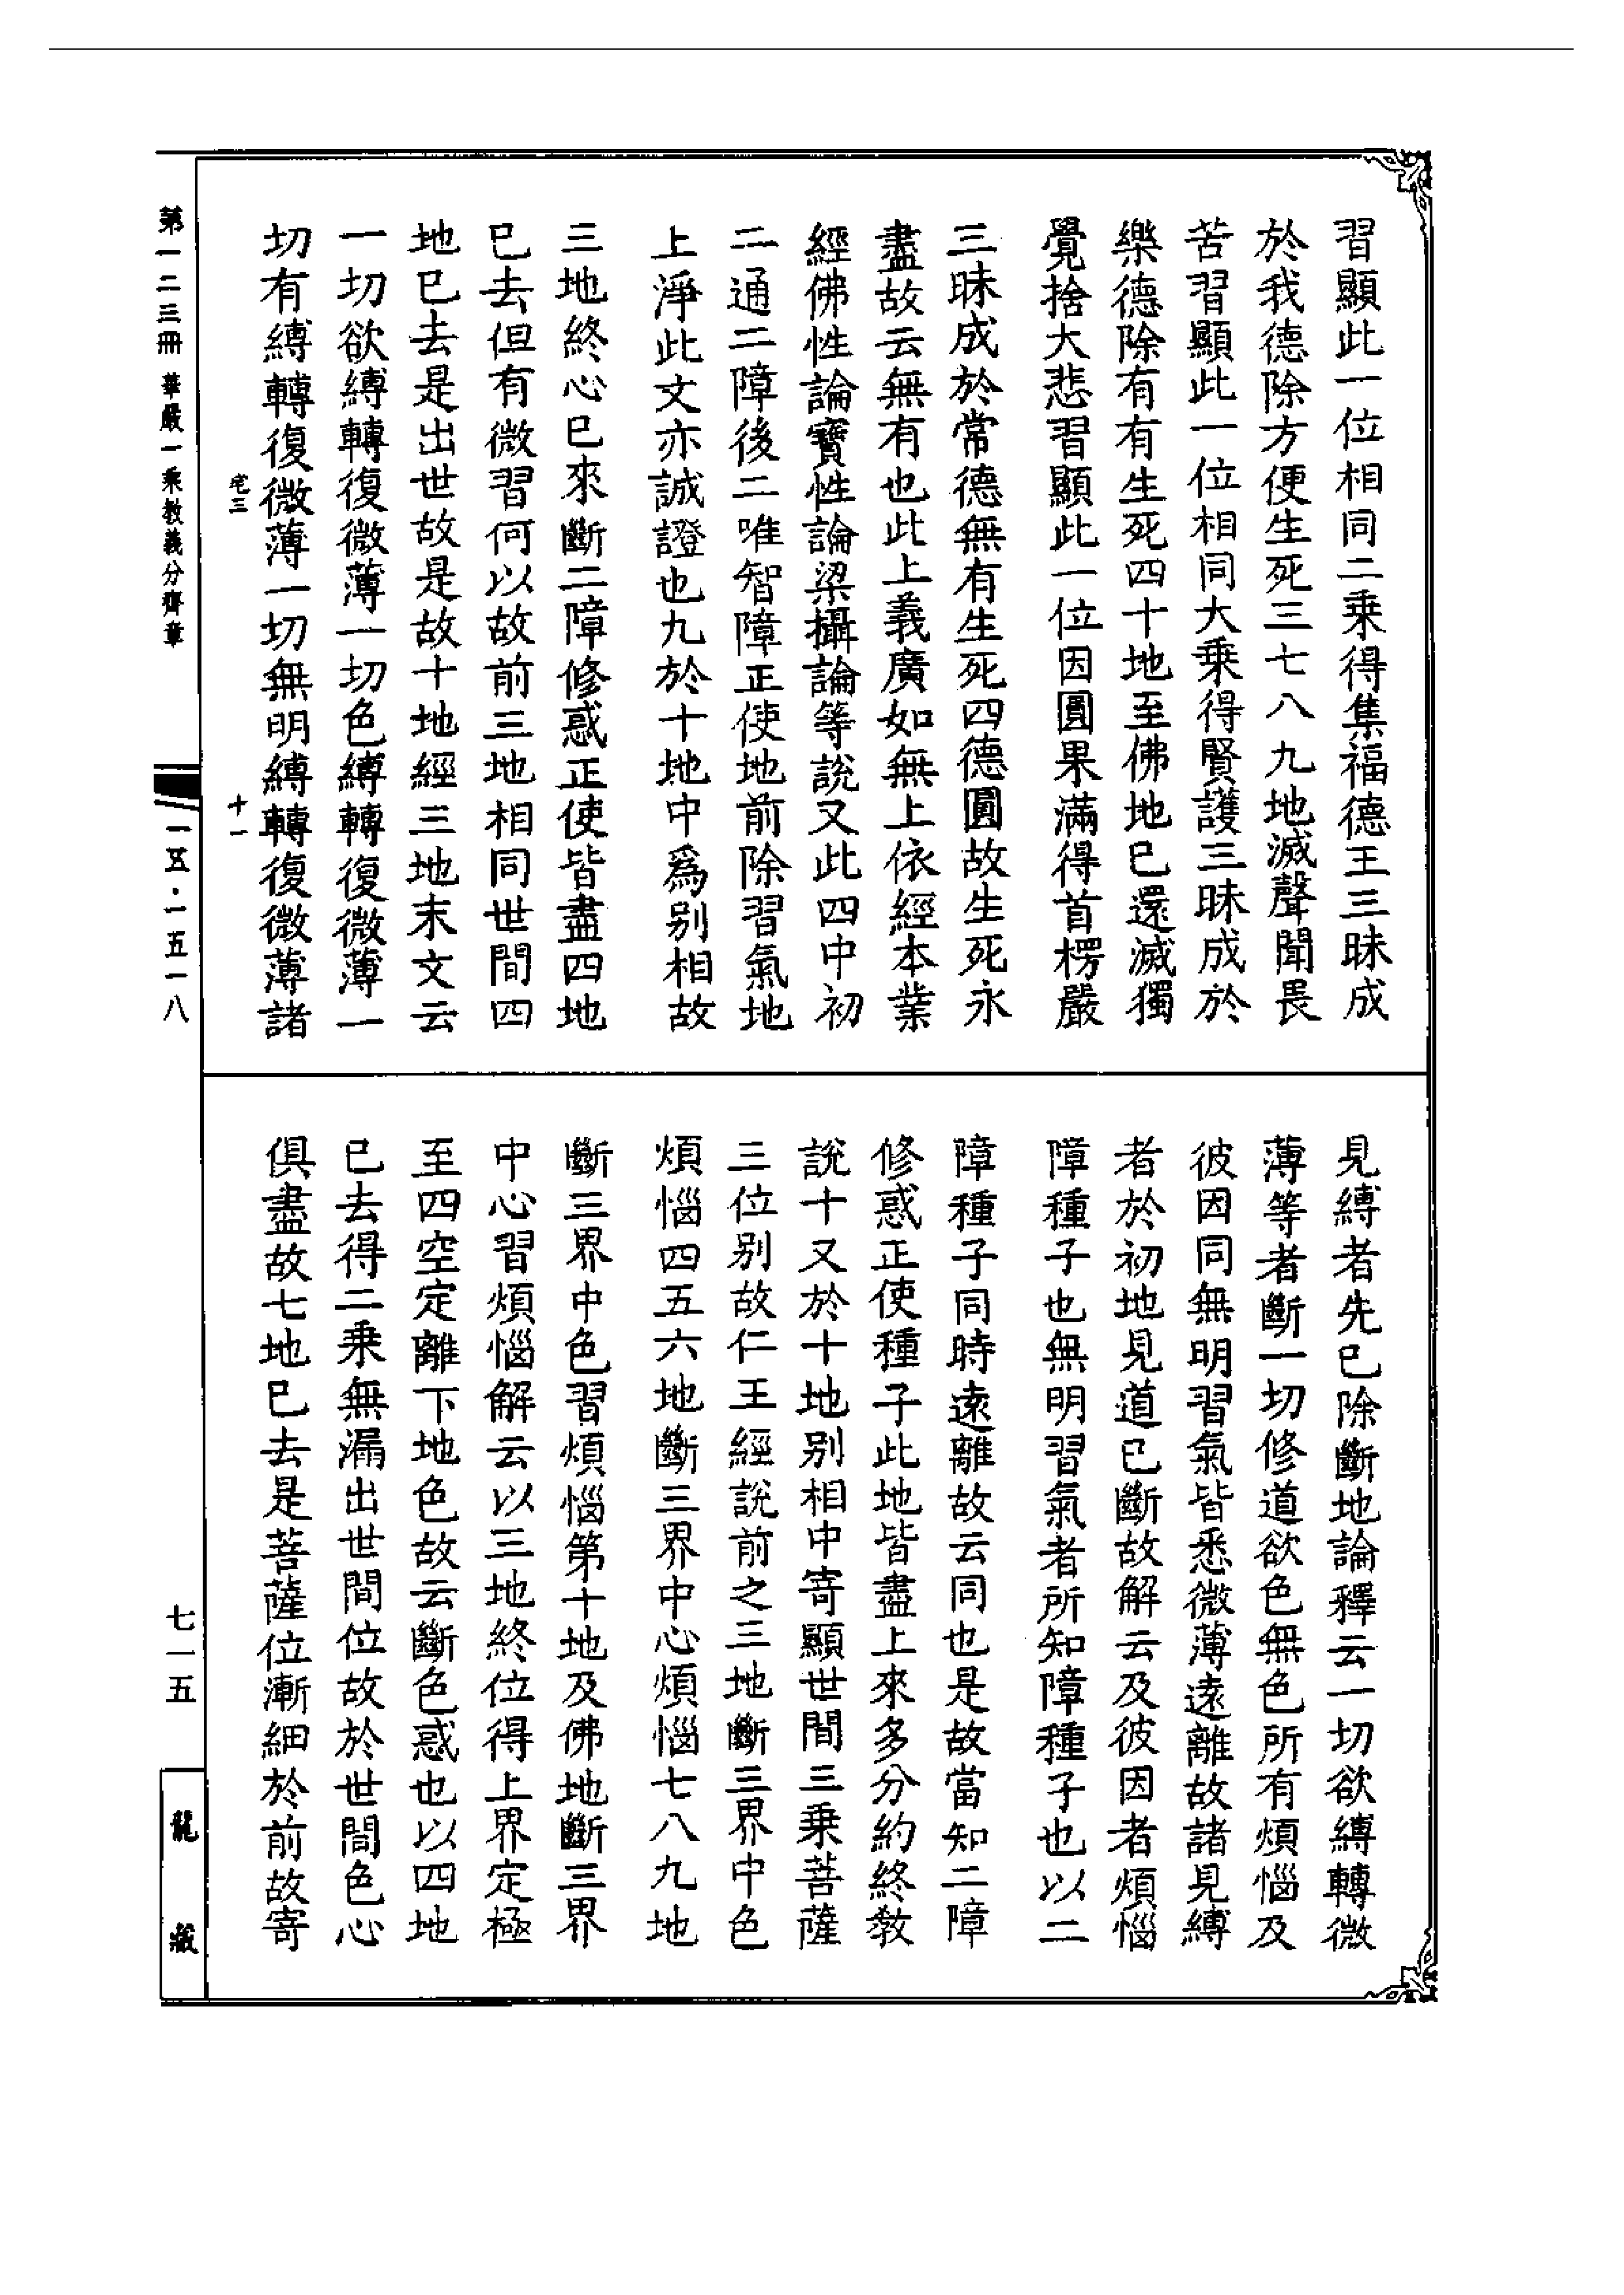 習顯此一位相同二乘得集福德王三昧成
於我德除方便生死三七八九地滅聲聞畏
苦習顯此一位相同大乘得賢護三昧成於
樂德除有有生死四十地至佛地已還滅獨
覺捨大悲習顯此一位因圓果滿得首楞嚴
三昧成於常德無有生死四德圓故生死永
盡故云無有也此上義廣如無上依經本業
經佛性論寶性論梁攝論等說又此四中初
二通二障後二唯智障正使地前除習氣地
上淨此文亦誠證也九於十地中爲別相故
三地終心已來斷二障修惑正使皆盡四地
已去但有微習何以故前三地相同世間四
地已去是出世故是故十地經三地末文云
一切欲縛轉復微薄一切色縛轉復微薄一
切有縛轉復微薄一切無明縛轉復微薄諸
宅三
十一
見縛者先已除斷地論釋云一切欲縛轉微
薄等者斷一切修道欲色無色所有煩惱及
彼因同無明習氣皆悉微薄遠離故諸見縛
者於初地見道已斷故解云及彼因者煩惱
障種子也無明習氣者所知障種子也以二
障種子同時遠離故云同也是故當知二障
修惑正使種子此地皆盡上來多分約終教
說十又於十地別相中寄顯世間三乘菩薩
三位別故仁王經說前之三地斷三界中色
煩惱四五六地斷三界中心煩惱七八九地
斷三界中色習煩惱第十地及佛地斷三界
中心習煩惱解云以三地終位得上界定極
至四空定離下地色故云斷色惑也以四地
已去得二乘無漏出世間位故於世間色心
俱盡故七地已去是菩薩位漸細於前故寄
第一二三冊 華嚴一乘教義分齊章
一五·一五一八
七一五
龍藏